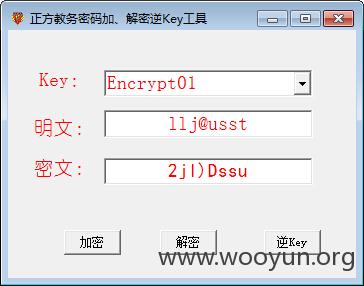 正方教务密码加、解密逆Key工具
Key: Encrypt01
明文: llj@usst
密文: 2jl)Dssu
加密 解密 逆Key
www.wooyun.org